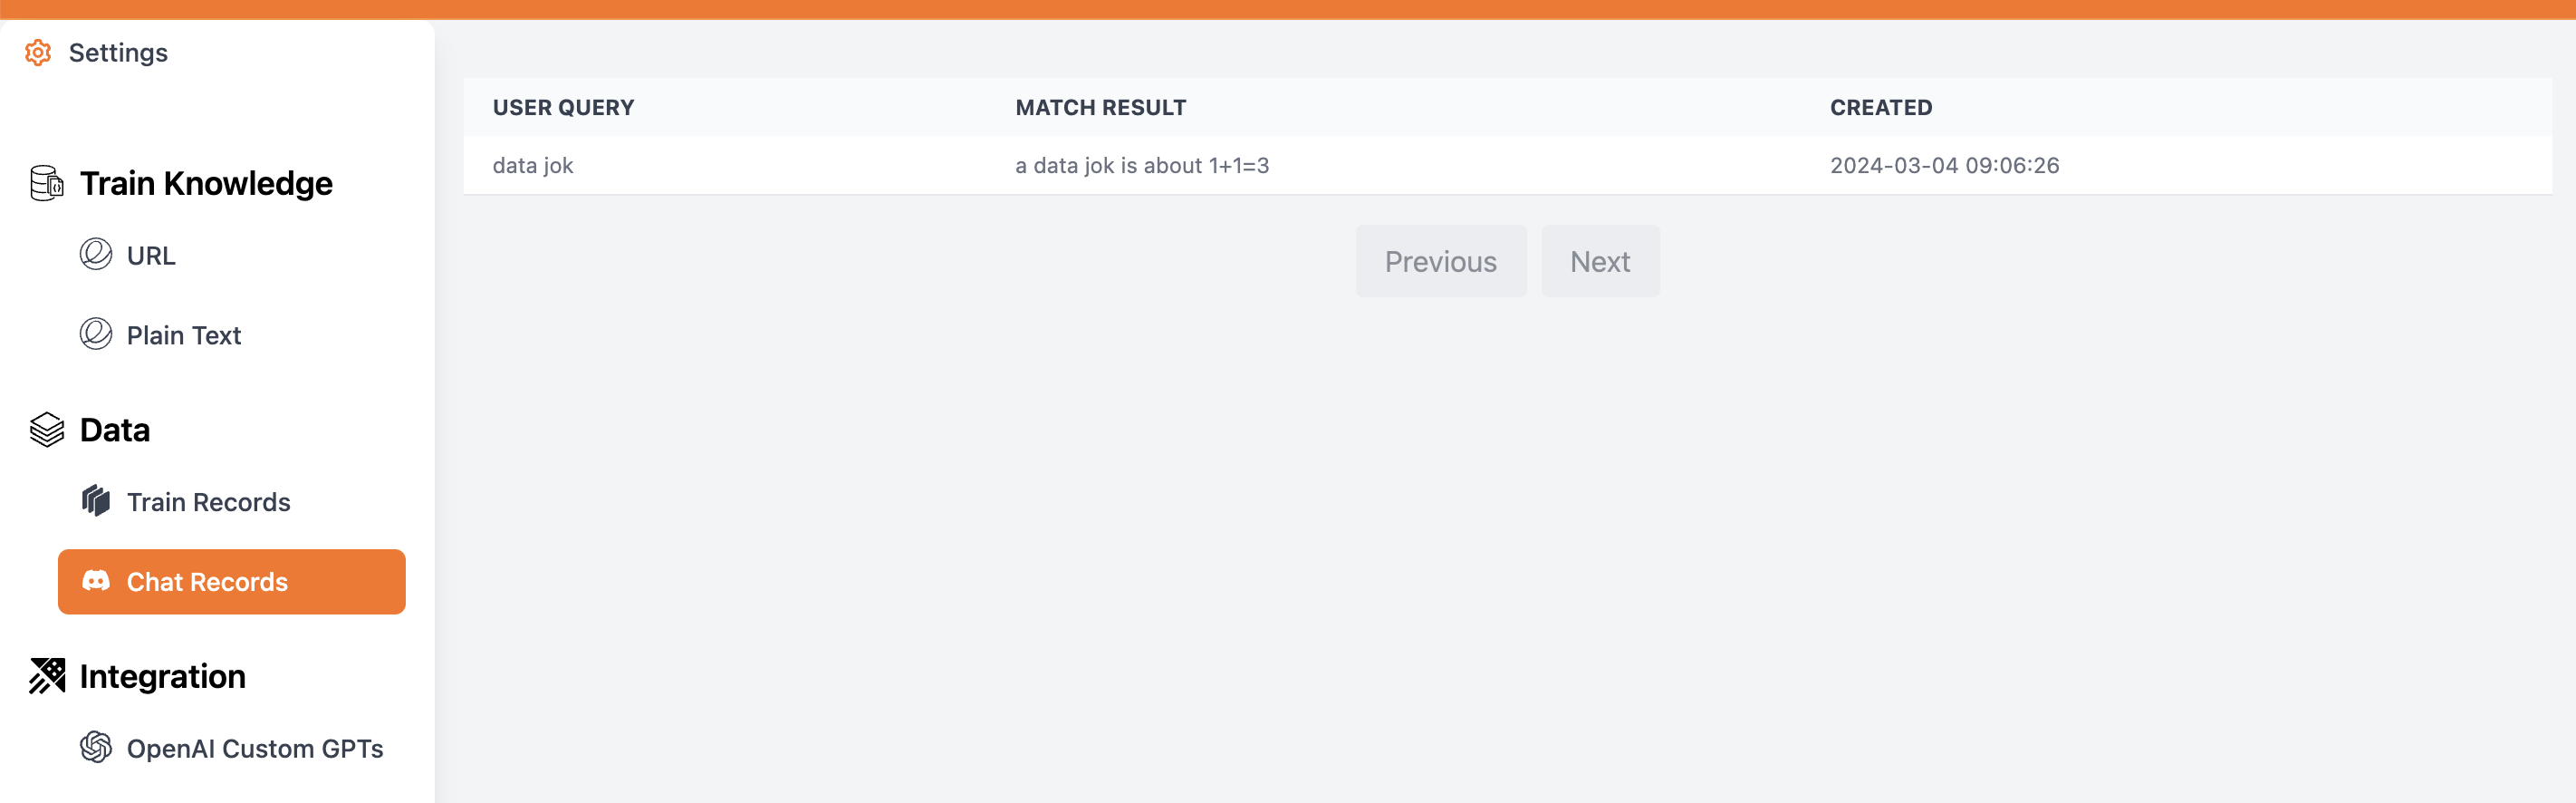 Settings
Train Knowledge
URL
Plain Text
Data
Train Records
Chat Records
Integration
OpenAI Custom GPTs
USER QUERY MATCH RESULT CREATED
data jok a data jok is about 1+1=3 2024-03-04 09:06:26
Previous Next